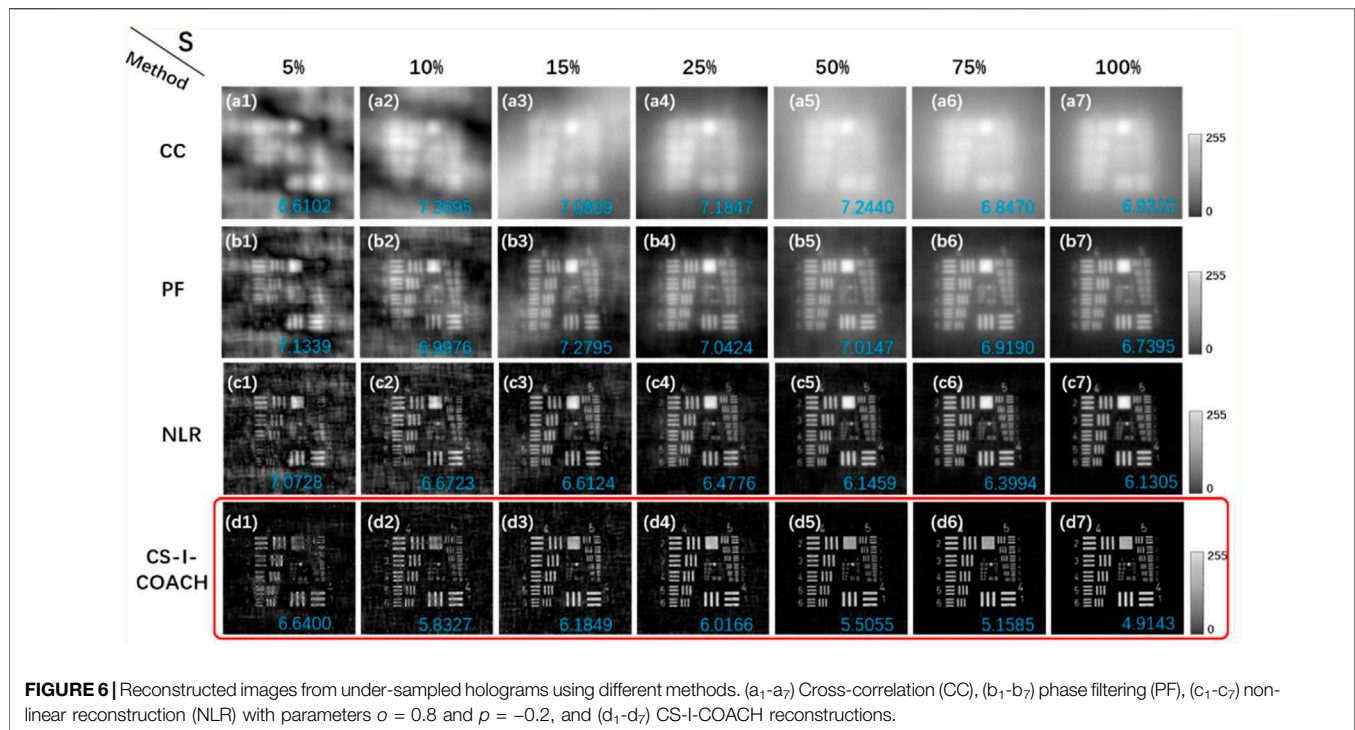 S
Method
5% 10% 15% 25% 50% 75% 100%
(a1) (a2) (a3) (a4) (a5) (a6) (a7)
255
CC
6.6102 7.3695 7.0809 7.1847 7.2440 6.8470 6.9310
0
(b1) (b2) (b3) (b4) (b5) (b6) (b7)
255
PF
7.1339 6.9976 7.2795 7.0424 7.0147 6.9190 6.7395
0
(c1) (c2) (c3) (c4) (c5) (c6) (c7)
255
NLR
7.0728 6.6723 6.6124 6.4776 6.1459 6.3994 6.1305
0
(d1) (d2) (d3) (d4) (d5) (d6) (d7)
255
CS-I-
COACH
6.6400 5.8327 6.1849 6.0166 5.5055 5.1585 4.9143
0
FIGURE 6 | Reconstructed images from under-sampled holograms using different methods. (a₁-a₇) Cross-correlation (CC), (b₁-b₇) phase filtering (PF), (c₁-c₇) non-
linear reconstruction (NLR) with parameters o = 0.8 and p = −0.2, and (d₁-d₇) CS-I-COACH reconstructions.